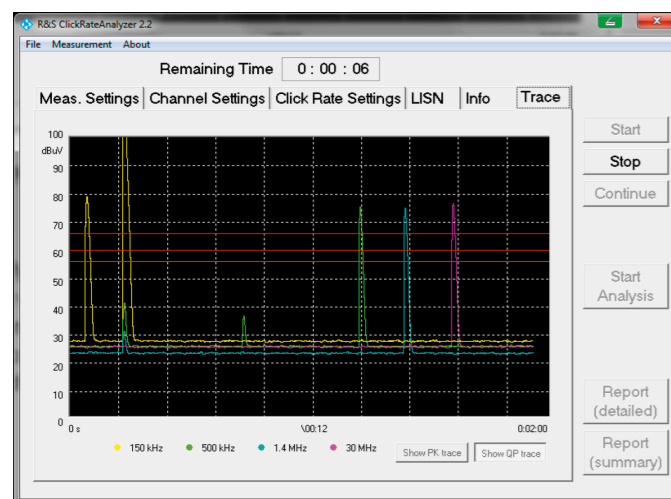 R&S ClickRateAnalyzer 2.2
File Measurement About
Remaining Time 0 : 00 : 06
Meas. Settings Channel Settings Click Rate Settings LISN Info Trace
100
dBuV
90
80
70
60
50
40
30
20
10
0
0 s \00:12 0:02:00
150 kHz 500 kHz 1.4 MHz 30 MHz
Show PK trace Show QP trace
Start
Stop
Continue
Start
Analysis
Report
(detailed)
Report
(summary)